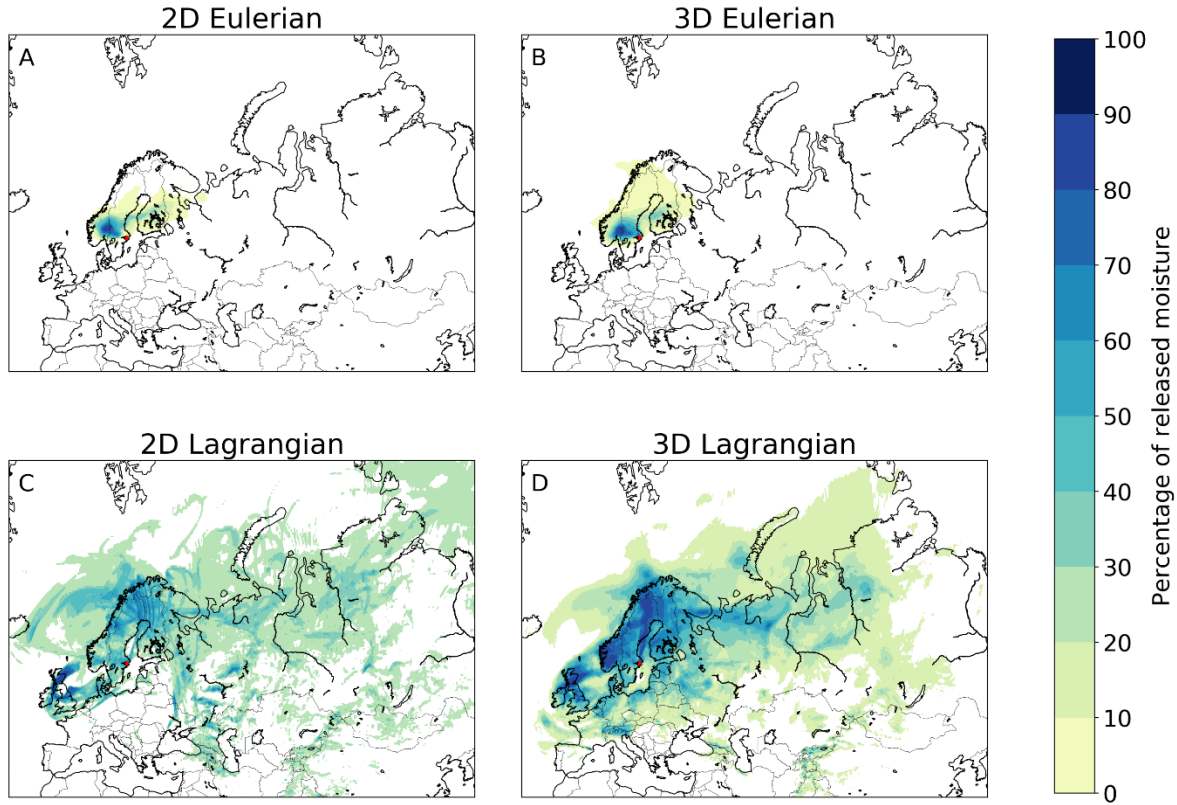 2D Eulerian
3D Eulerian
A
B
2D Lagrangian
3D Lagrangian
C
D
100
90
80
70
60
50
40
30
20
10
0
Percentage of released moisture